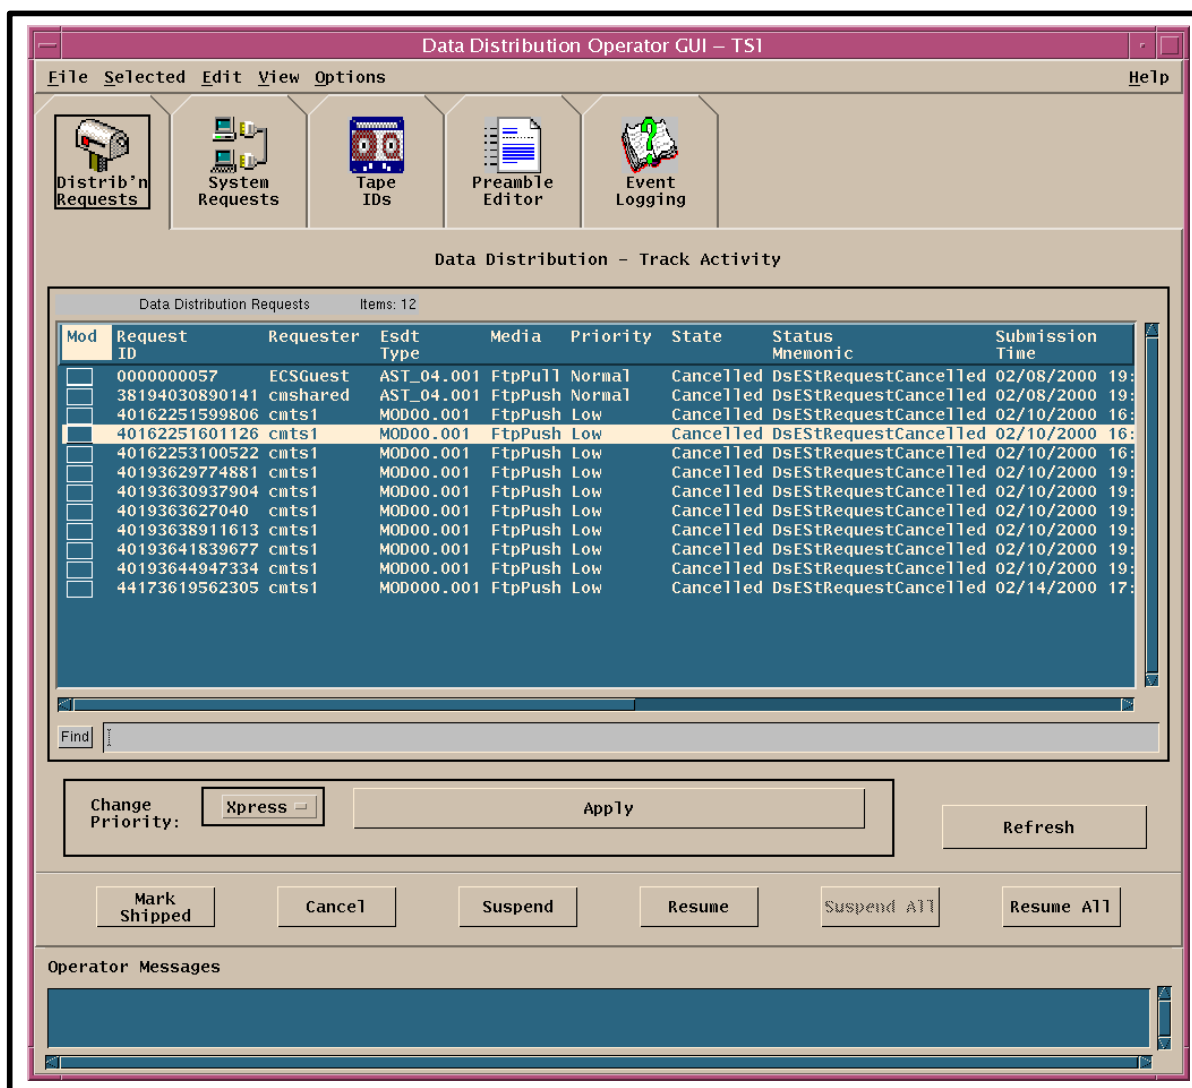 Data Distribution Operator GUI – TS1
File Selected Edit View Options Help
Distrib'n Requests
System Requests
Tape IDs
Preamble Editor
Event Logging
Data Distribution – Track Activity
Data Distribution Requests Items: 12
Mod Request ID Requester Esdt Type Media Priority State Status Mnemonic Submission Time
0000000057 ECSGuest AST_04.001 FtpPull Normal Cancelled DsEStRequestCancelled 02/08/2000 19:
38194030890141 cmshared AST_04.001 FtpPush Normal Cancelled DsEStRequestCancelled 02/08/2000 19:
40162251599806 cmts1 MOD00.001 FtpPush Low Cancelled DsEStRequestCancelled 02/10/2000 16:
40162251601126 cmts1 MOD00.001 FtpPush Low Cancelled DsEStRequestCancelled 02/10/2000 16:
40162253100522 cmts1 MOD00.001 FtpPush Low Cancelled DsEStRequestCancelled 02/10/2000 16:
40193629774881 cmts1 MOD00.001 FtpPush Low Cancelled DsEStRequestCancelled 02/10/2000 19:
40193630937904 cmts1 MOD00.001 FtpPush Low Cancelled DsEStRequestCancelled 02/10/2000 19:
4019363627040 cmts1 MOD00.001 FtpPush Low Cancelled DsEStRequestCancelled 02/10/2000 19:
40193638911613 cmts1 MOD00.001 FtpPush Low Cancelled DsEStRequestCancelled 02/10/2000 19:
40193641839677 cmts1 MOD00.001 FtpPush Low Cancelled DsEStRequestCancelled 02/10/2000 19:
40193644947334 cmts1 MOD00.001 FtpPush Low Cancelled DsEStRequestCancelled 02/10/2000 19:
44173619562305 cmts1 MOD000.001 FtpPush Low Cancelled DsEStRequestCancelled 02/14/2000 17:
Find
Change Priority: Xpress Apply
Refresh
Mark Shipped Cancel Suspend Resume Suspend All Resume All
Operator Messages